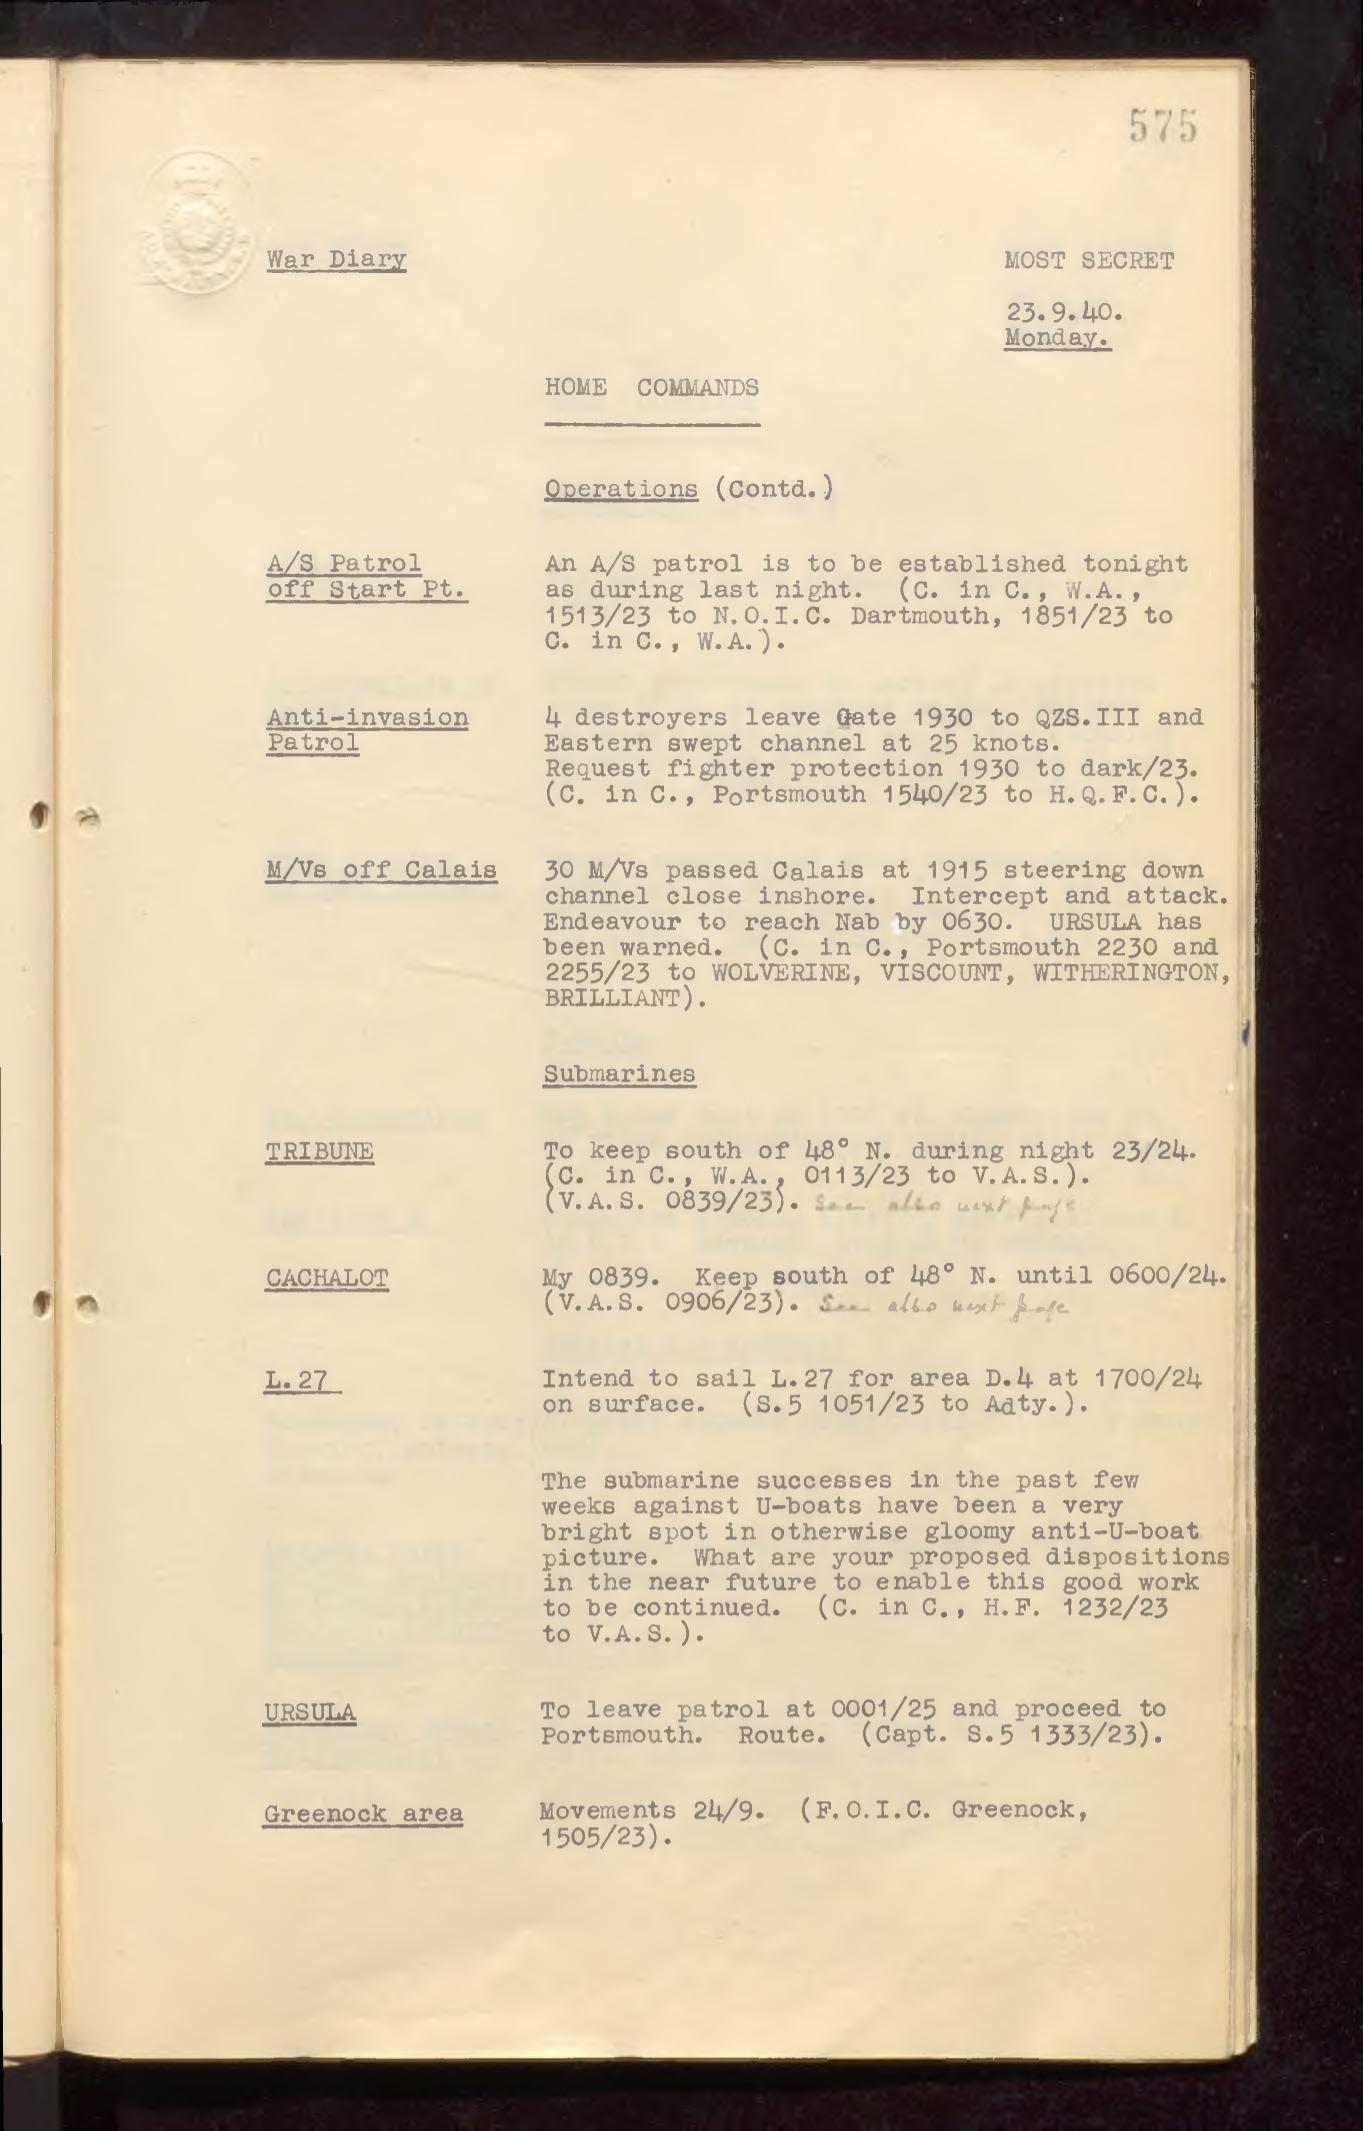 575
War Diary
MOST SECRET
23.9.40.
Monday.
HOME COMMANDS
Operations (Contd.)
A/S Patrol
off Start Pt.
An A/S patrol is to be established tonight
as during last night. (C. in C., W.A.,
1513/23 to N.O.I.C. Dartmouth, 1851/23 to
C. in C., W.A.).
Anti-invasion
Patrol
4 destroyers leave Gate 1930 to QZS.III and
Eastern swept channel at 25 knots.
Request fighter protection 1930 to dark/23.
(C. in C., Portsmouth 1540/23 to H.Q.F.C.).
M/Vs off Calais
30 M/Vs passed Calais at 1915 steering down
channel close inshore. Intercept and attack.
Endeavour to reach Nab by 0630. URSULA has
been warned. (C. in C., Portsmouth 2230 and
2255/23 to WOLVERINE, VISCOUNT, WITHERINGTON,
BRILLIANT).
Submarines
TRIBUNE
To keep south of 48° N. during night 23/24.
(C. in C., W.A., 0113/23 to V.A.S.).
(V.A.S. 0839/23). See also next page
CACHALOT
My 0839. Keep south of 48° N. until 0600/24.
(V.A.S. 0906/23). See also next page
L.27
Intend to sail L.27 for area D.4 at 1700/24
on surface. (S.5 1051/23 to Adty.).
The submarine successes in the past few
weeks against U-boats have been a very
bright spot in otherwise gloomy anti-U-boat
picture. What are your proposed dispositions
in the near future to enable this good work
to be continued. (C. in C., H.F. 1232/23
to V.A.S.).
URSULA
To leave patrol at 0001/25 and proceed to
Portsmouth. Route. (Capt. S.5 1333/23).
Greenock area
Movements 24/9. (F.O.I.C. Greenock,
1505/23).